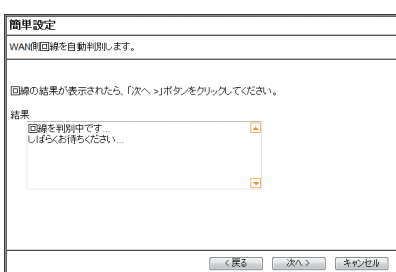 簡単設定
WAN側回線を自動判別します。
回線の結果が表示されたら、「次へ >」ボタンをクリックしてください。
結果
回線を判別中です...
しばらくお待ちください...
< 戻る 次へ > キャンセル